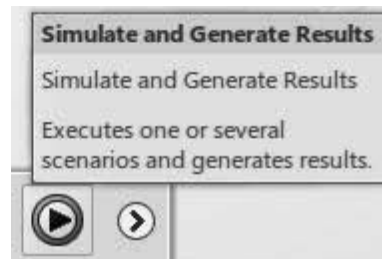 Simulate and Generate Results
Simulate and Generate Results
Executes one or several
scenarios and generates results.